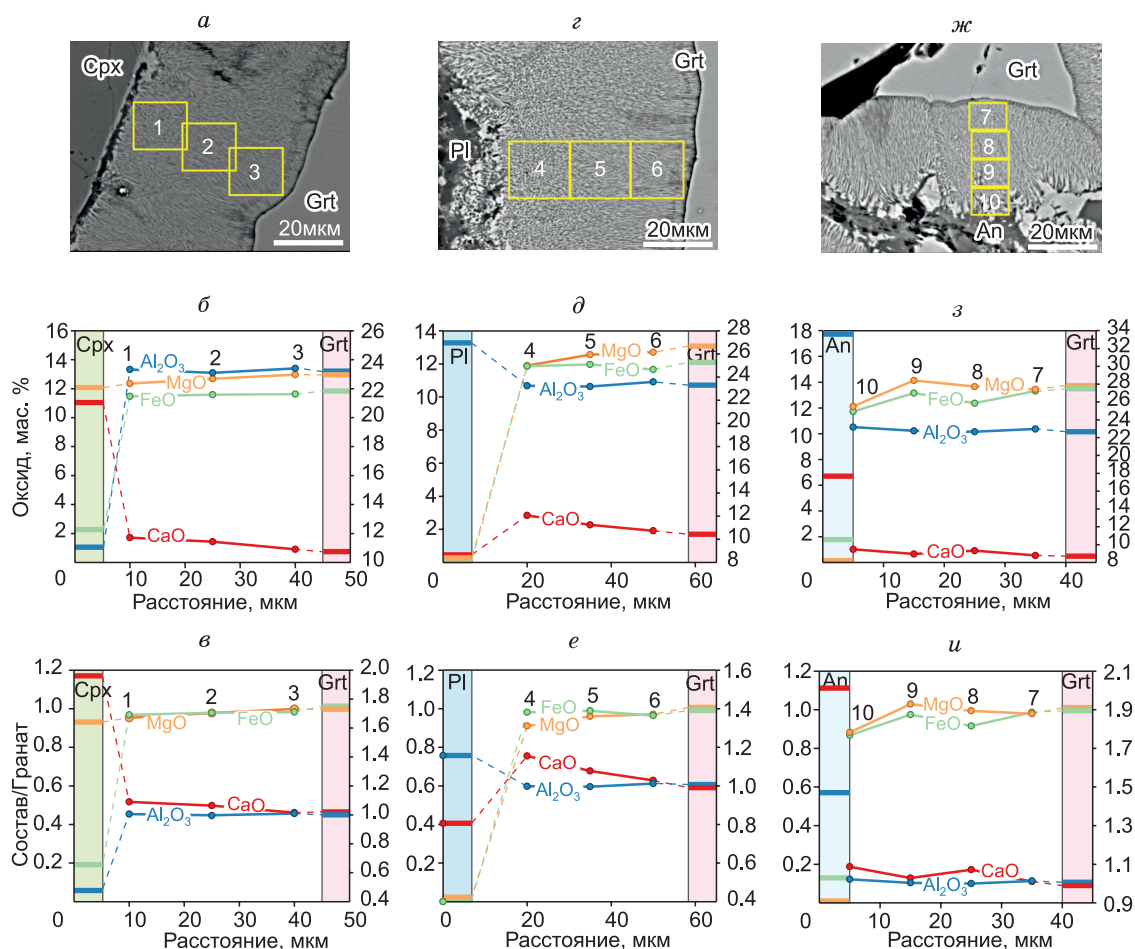 а
г
ж
Cpx
1
2
3
Grt
20мкм
Pl
4
5
6
Grt
20мкм
Grt
7
8
9
10
An
20мкм
б
д
з
Оксид, мас. %
16
14
12
10
8
6
4
2
0
Cpx
1
2
3
Grt
Al₂O₃
MgO
FeO
CaO
26
24
22
20
18
16
14
12
10
10 20 30 40 50
Расстояние, мкм
14
12
10
8
6
4
2
0
Pl
4
5
6
Grt
MgO
FeO
Al₂O₃
CaO
28
26
24
22
20
18
16
14
12
10
8
20 40 60
Расстояние, мкм
18
16
14
12
10
8
6
4
2
0
An
10
9
8
7
Grt
MgO
FeO
Al₂O₃
CaO
34
32
30
28
26
24
22
20
18
16
14
12
10
8
10 20 30 40
Расстояние, мкм
в
е
и
Состав/Гранат
1.2
1.0
0.8
0.6
0.4
0.2
0
Cpx
1
2
3
Grt
MgO
FeO
CaO
Al₂O₃
2.0
1.8
1.6
1.4
1.2
1.0
0.8
0.6
0.4
10 20 30 40 50
Расстояние, мкм
1.2
1.0
0.8
0.6
0.4
0.2
0
Pl
4
5
6
Grt
FeO
MgO
CaO
Al₂O₃
1.6
1.4
1.2
1.0
0.8
0.6
0.4
20 40 60
Расстояние, мкм
1.2
1.0
0.8
0.6
0.4
0.2
0
An
10
9
8
7
Grt
MgO
FeO
CaO
Al₂O₃
2.1
1.9
1.7
1.5
1.3
1.1
0.9
10 20 30 40
Расстояние, мкм